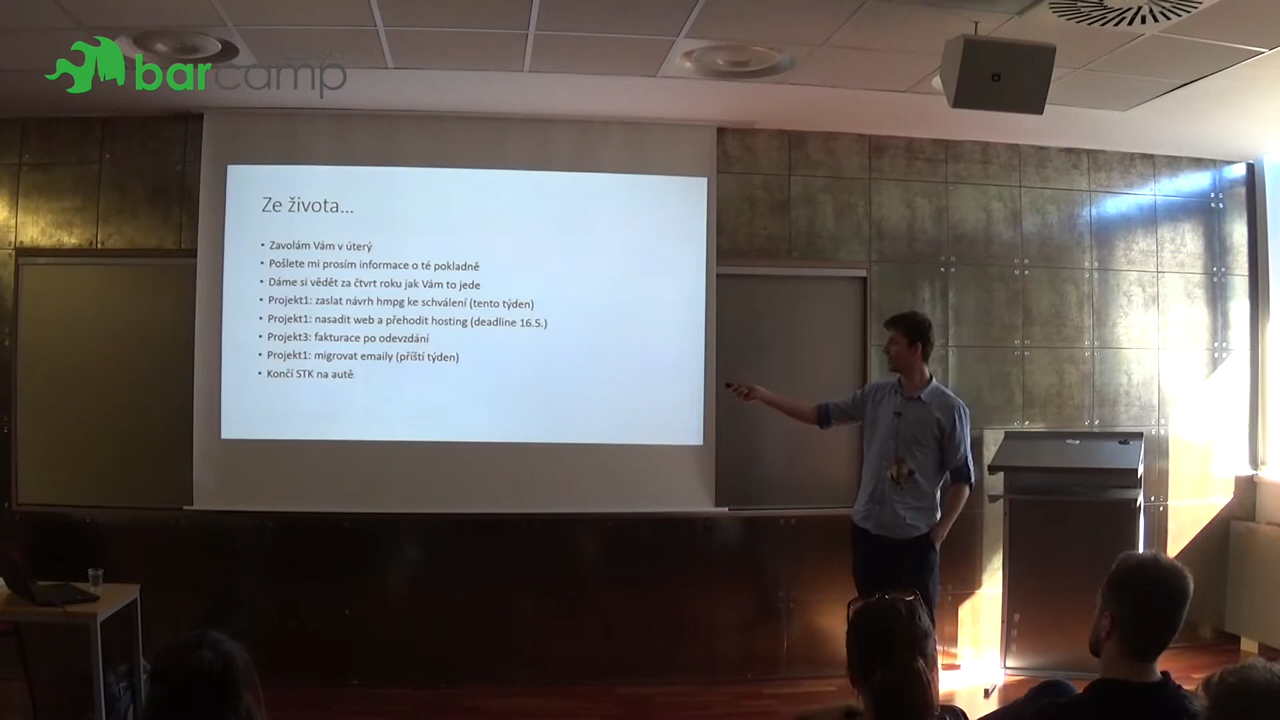 barcamp
Ze života...
• Zavolám Vám v úterý
• Pošlete mi prosím informace o té pokladně
• Dáme si vědět za čtvrt roku jak Vám to jede
• Projekt1: zaslat návrh hmpg ke schválení (tento týden)
• Projekt1: nasadit web a přehodit hosting (deadline 16.5.)
• Projekt3: fakturace po odevzdání
• Projekt1: migrovat emaily (příští týden)
• Končí STK na autě